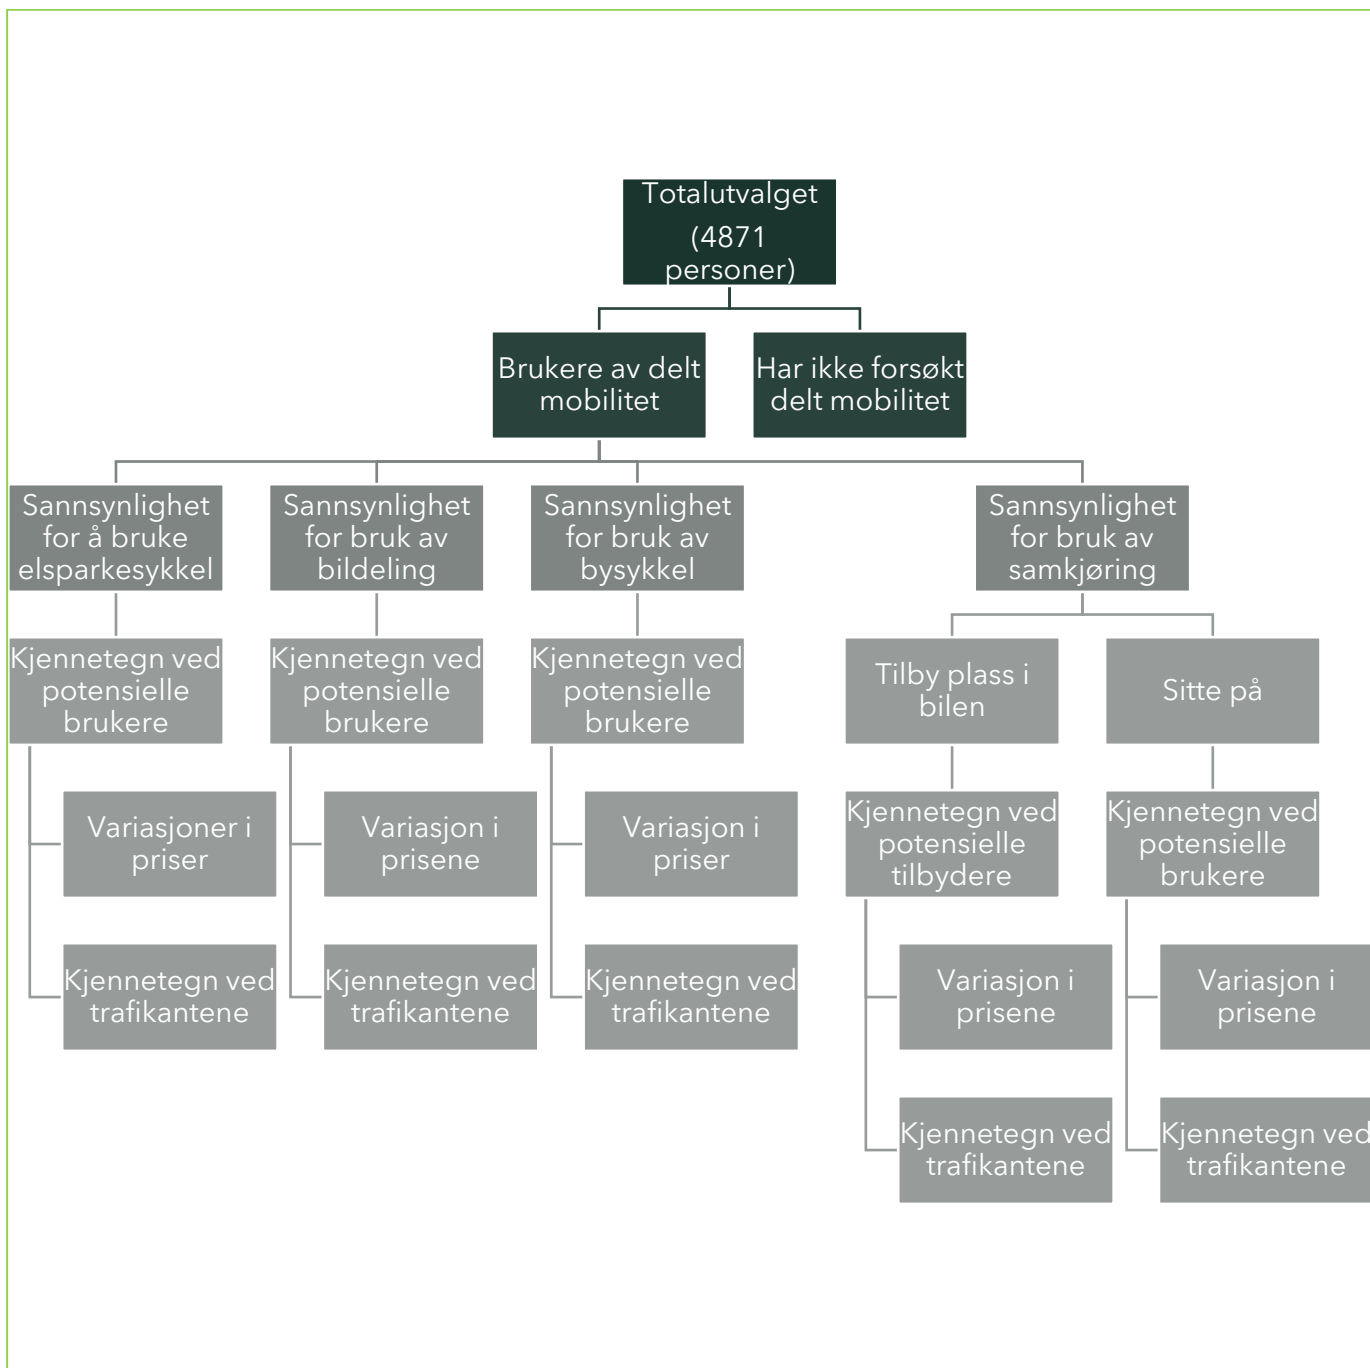 Totalutvalget
(4871
personer)
Brukere av delt
mobilitet
Har ikke forsøkt
delt mobilitet
Sannsynlighet
for å bruke
elsparkesykkel
Sannsynlighet
for bruk av
bildeling
Sannsynlighet
for bruk av
bysykkel
Sannsynlighet
for bruk av
samkjøring
Kjennetegn ved
potensielle
brukere
Kjennetegn ved
potensielle
brukere
Kjennetegn ved
potensielle
brukere
Tilby plass i
bilen
Sitte på
Variasjoner i
priser
Variasjon i
prisene
Variasjon i
priser
Kjennetegn ved
potensielle
tilbydere
Kjennetegn ved
potensielle
brukere
Kjennetegn ved
trafikantene
Kjennetegn ved
trafikantene
Kjennetegn ved
trafikantene
Variasjon i
prisene
Variasjon i
prisene
Kjennetegn ved
trafikantene
Kjennetegn ved
trafikantene